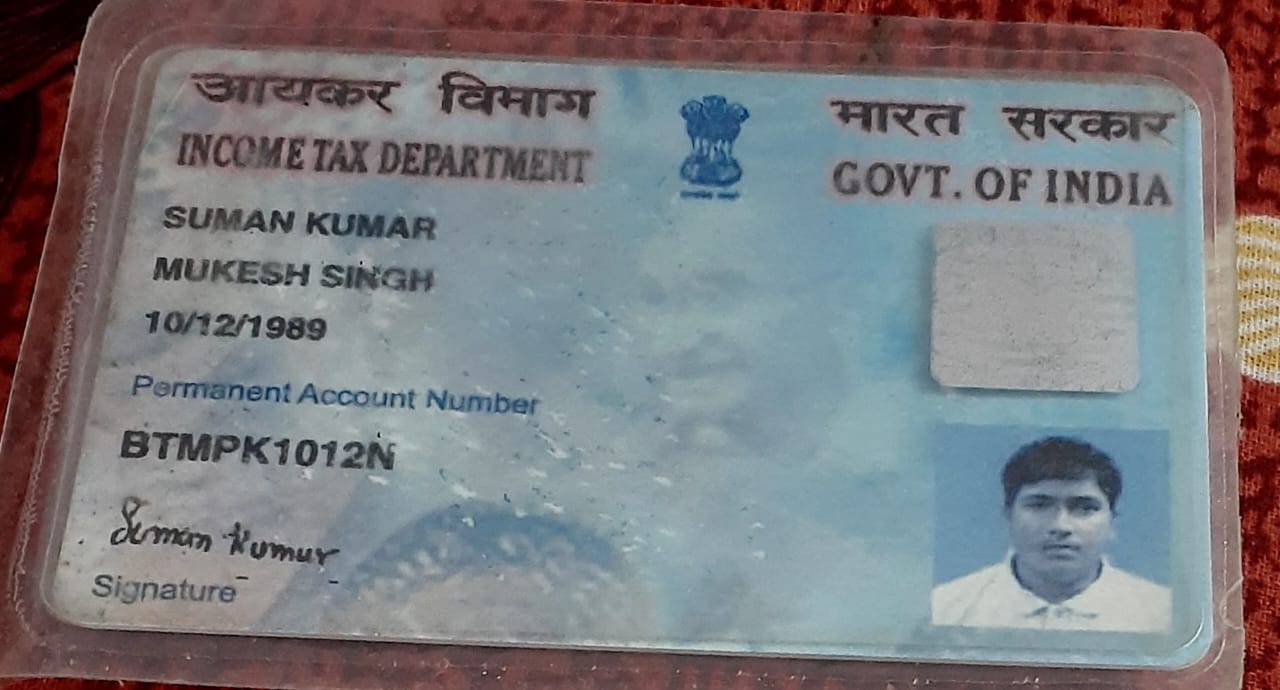 आयकर विभाग
भारत सरकार
INCOME TAX DEPARTMENT
GOVT. OF INDIA
SUMAN KUMAR
MUKESH SINGH
10/12/1989
Permanent Account Number
BTMPK1012N
Suman Kumar
Signature